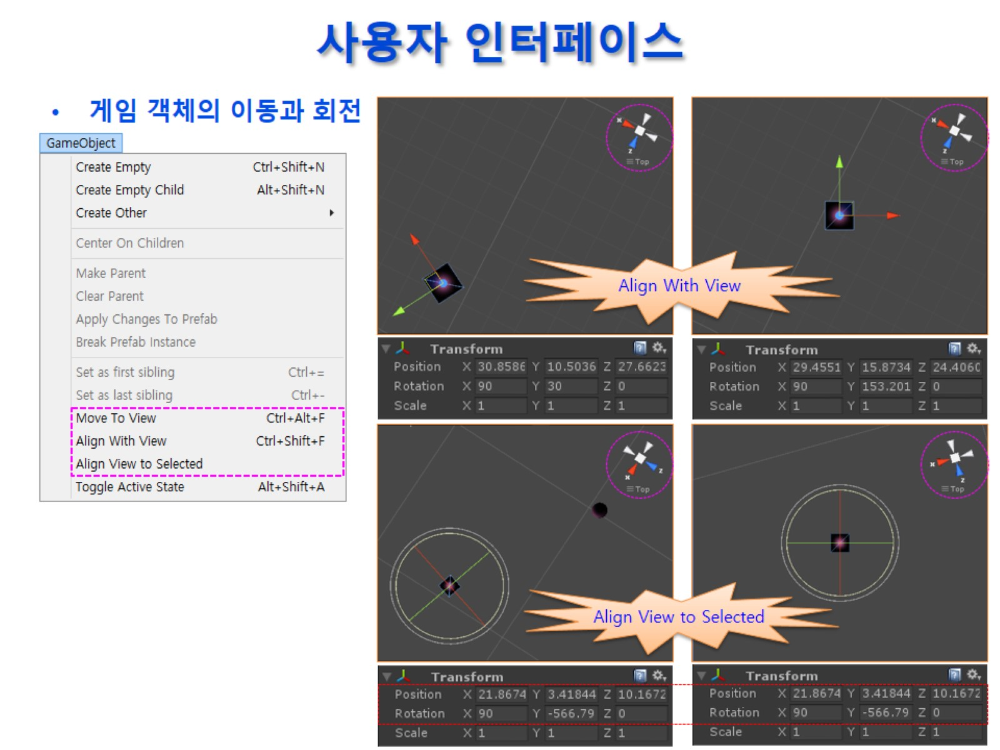 사용자 인터페이스
• 게임 객체의 이동과 회전
GameObject
Create Empty Ctrl+Shift+N
Create Empty Child Alt+Shift+N
Create Other
Center On Children
Make Parent
Clear Parent
Apply Changes To Prefab
Break Prefab Instance
Set as first sibling Ctrl+=
Set as last sibling Ctrl+-
Move To View Ctrl+Alt+F
Align With View Ctrl+Shift+F
Align View to Selected
Toggle Active State Alt+Shift+A
x
z
Top
x
z
Top
Align With View
Transform
Position X 30.8586 Y 10.5036 Z 27.6623
Rotation X 90 Y 30 Z 0
Scale X 1 Y 1 Z 1
Transform
Position X 29.4551 Y 15.8734 Z 24.4060
Rotation X 90 Y 153.201 Z 0
Scale X 1 Y 1 Z 1
x
z
Top
x
z
Top
Align View to Selected
Transform
Position X 21.8674 Y 3.41844 Z 10.1672
Rotation X 90 Y -566.79 Z 0
Scale X 1 Y 1 Z 1
Transform
Position X 21.8674 Y 3.41844 Z 10.1672
Rotation X 90 Y -566.79 Z 0
Scale X 1 Y 1 Z 1